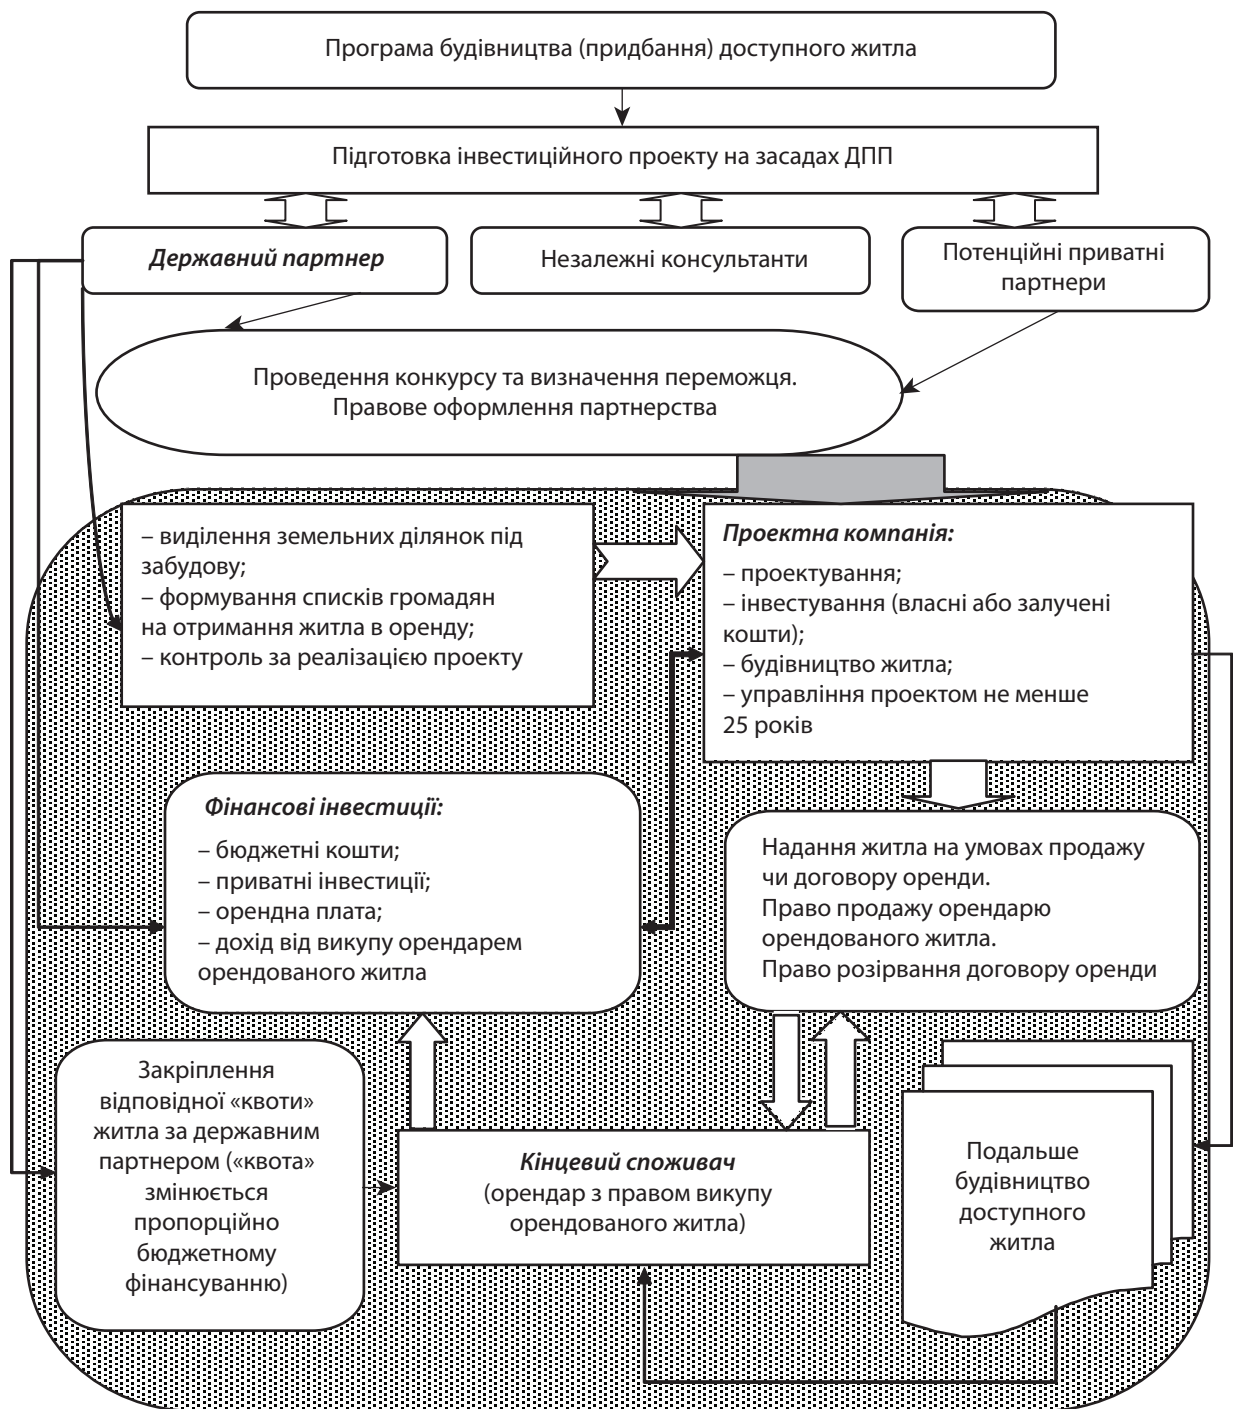 Програма будівництва (придбання) доступного житла
Підготовка інвестиційного проекту на засадах ДПП
Державний партнер
Незалежні консультанти
Потенційні приватні
партнери
Проведення конкурсу та визначення переможця.
Правове оформлення партнерства
– виділення земельних ділянок під
забудову;
– формування списків громадян
на отримання житла в оренду;
– контроль за реалізацією проекту
Проектна компанія:
– проектування;
– інвестування (власні або залучені
кошти);
– будівництво житла;
– управління проектом не менше
25 років
Фінансові інвестиції:
– бюджетні кошти;
– приватні інвестиції;
– орендна плата;
– дохід від викупу орендарем
орендованого житла
Надання житла на умовах продажу
чи договору оренди.
Право продажу орендарю
орендованого житла.
Право розірвання договору оренди
Закріплення
відповідної «квоти»
житла за державним
партнером («квота»
змінюється
пропорційно
бюджетному
фінансуванню)
Кінцевий споживач
(орендар з правом викупу
орендованого житла)
Подальше
будівництво
доступного
житла